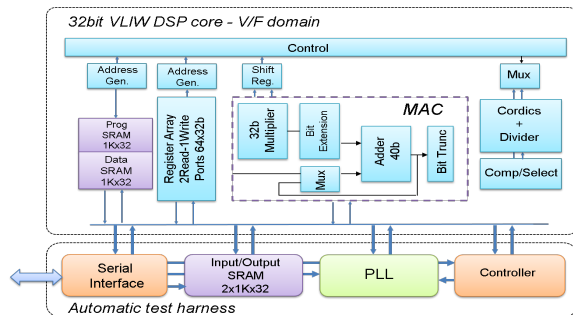 32bit VLIW DSP core - V/F domain
Control
Address
Gen.
Address
Gen.
Shift
Reg.
Mux
MAC
Prog
SRAM
1Kx32
Data
SRAM
1Kx32
Register Array
2Read-1Write
Ports 64x32b
32b
Multiplier
Bit
Extension
Mux
Adder
40b
Bit Trunc
Cordics
+
Divider
Comp/Select
Serial
Interface
Input/Output
SRAM
2x1Kx32
PLL
Controller
Automatic test harness